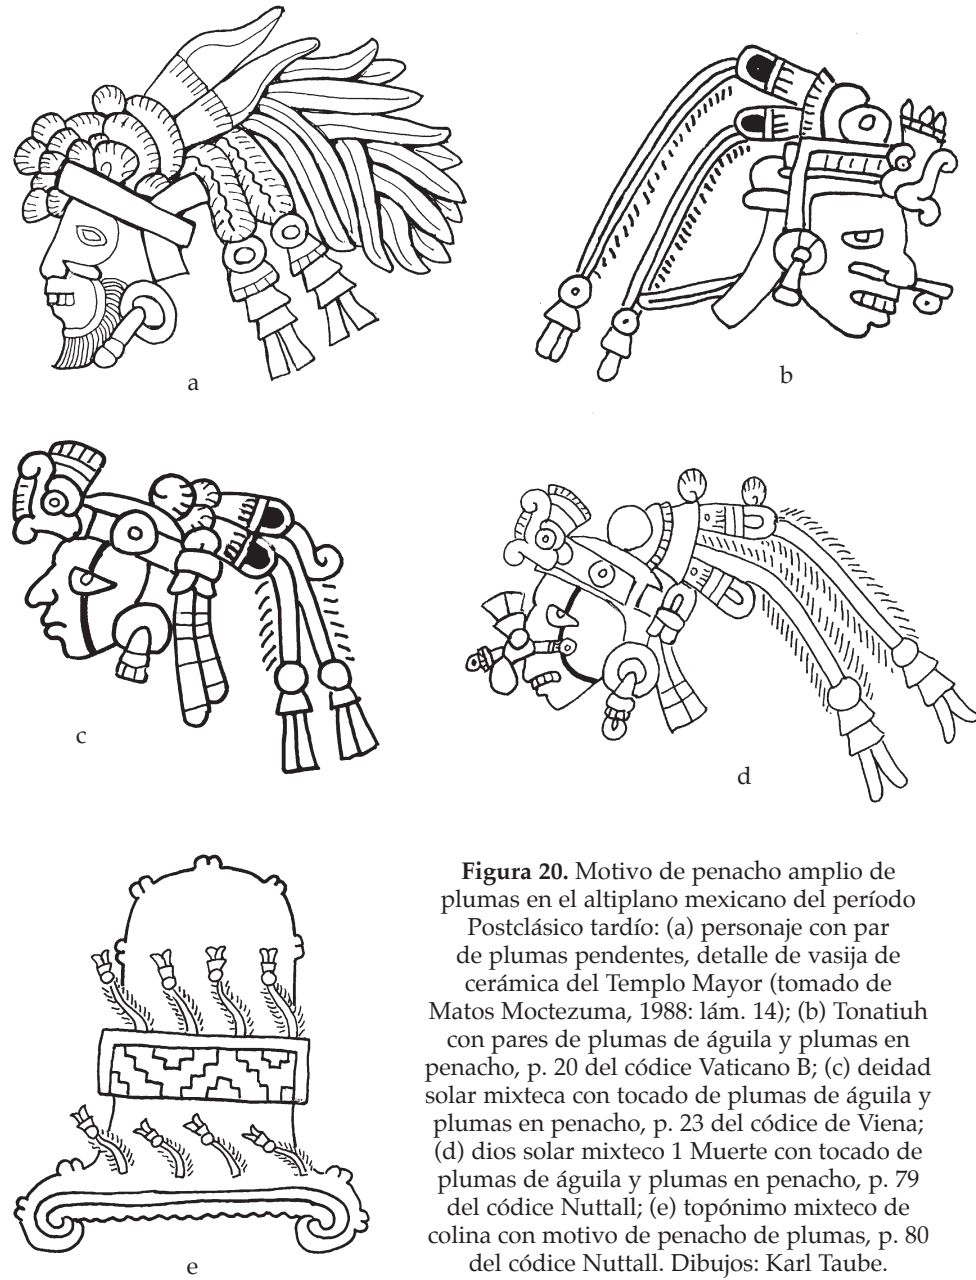 a
b
c
d
e
Figura 20. Motivo de penacho amplio de
plumas en el altiplano mexicano del período
Postclásico tardío: (a) personaje con par
de plumas pendentes, detalle de vasija de
cerámica del Templo Mayor (tomado de
Matos Moctezuma, 1988: lám. 14); (b) Tonatiuh
con pares de plumas de águila y plumas en
penacho, p. 20 del códice Vaticano B; (c) deidad
solar mixteca con tocado de plumas de águila y
plumas en penacho, p. 23 del códice de Viena;
(d) dios solar mixteco 1 Muerte con tocado de
plumas de águila y plumas en penacho, p. 79
del códice Nuttall; (e) topónimo mixteco de
colina con motivo de penacho de plumas, p. 80
del códice Nuttall. Dibujos: Karl Taube.